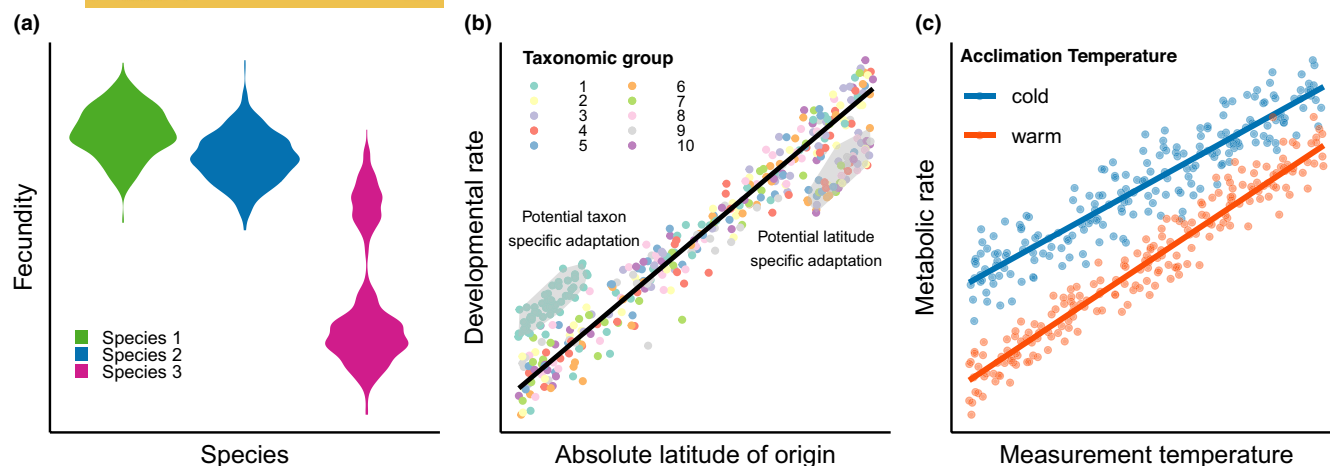 (a)
Fecundity
Species 1
Species 2
Species 3
Species
(b)
Developmental rate
Taxonomic group
1
2
3
4
5
6
7
8
9
10
Potential taxon
specific adaptation
Potential latitude
specific adaptation
Absolute latitude of origin
(c)
Metabolic rate
Acclimation Temperature
cold
warm
Measurement temperature